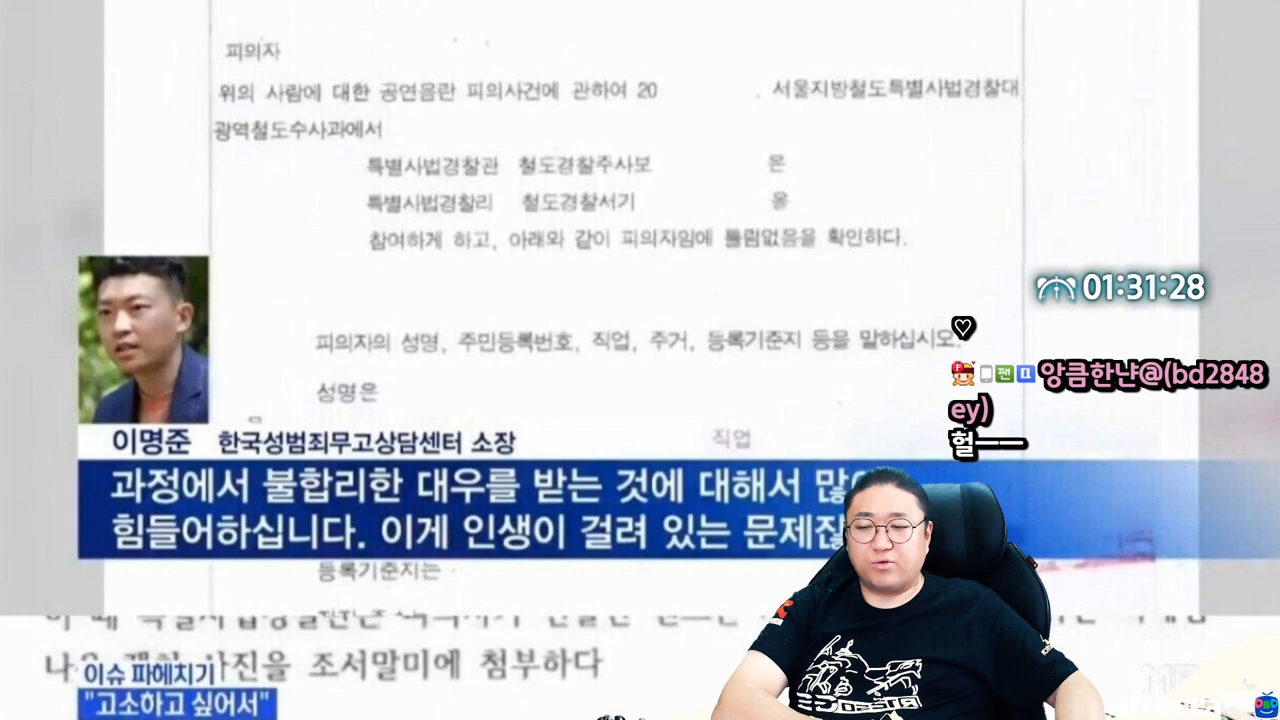 피의자
위의 사람에 대한 공연음란 피의사건에 관하여 20 . 서울지방철도특별사법경찰대
광역철도수사과에서
특별사법경찰관 철도경찰주사보 은
특별사법경찰리 철도경찰서기 용
참여하게 하고, 아래와 같이 피의자임에 틀림없음을 확인하다.
01:31:28
♡
피의자의 성명, 주민등록번호, 직업, 주거, 등록기준지 등을 말하십시오.
앙큼한냔@(bd2848
ey)
헐ㅡㅡ
성명은
이명준 한국성범죄무고상담센터 소장
직업
과정에서 불합리한 대우를 받는 것에 대해서
힘들어하십니다. 이게 인생이 걸려 있는
등록기준지는
사진을 조서말미에 첨부하다
이슈 파헤치기
"고소하고 싶어서"